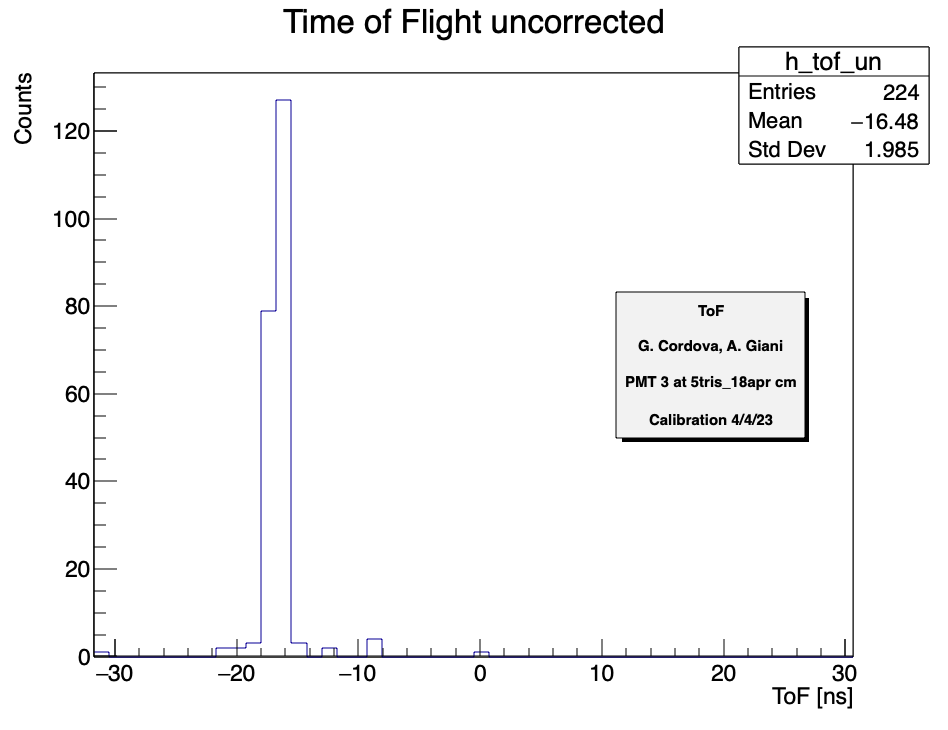 Time of Flight uncorrected
h_tof_un
Entries 224
Mean −16.48
Std Dev 1.985
Counts
120
100
80
60
40
20
0
ToF
G. Cordova, A. Giani
PMT 3 at 5tris_18apr cm
Calibration 4/4/23
−30 −20 −10 0 10 20 30
ToF [ns]